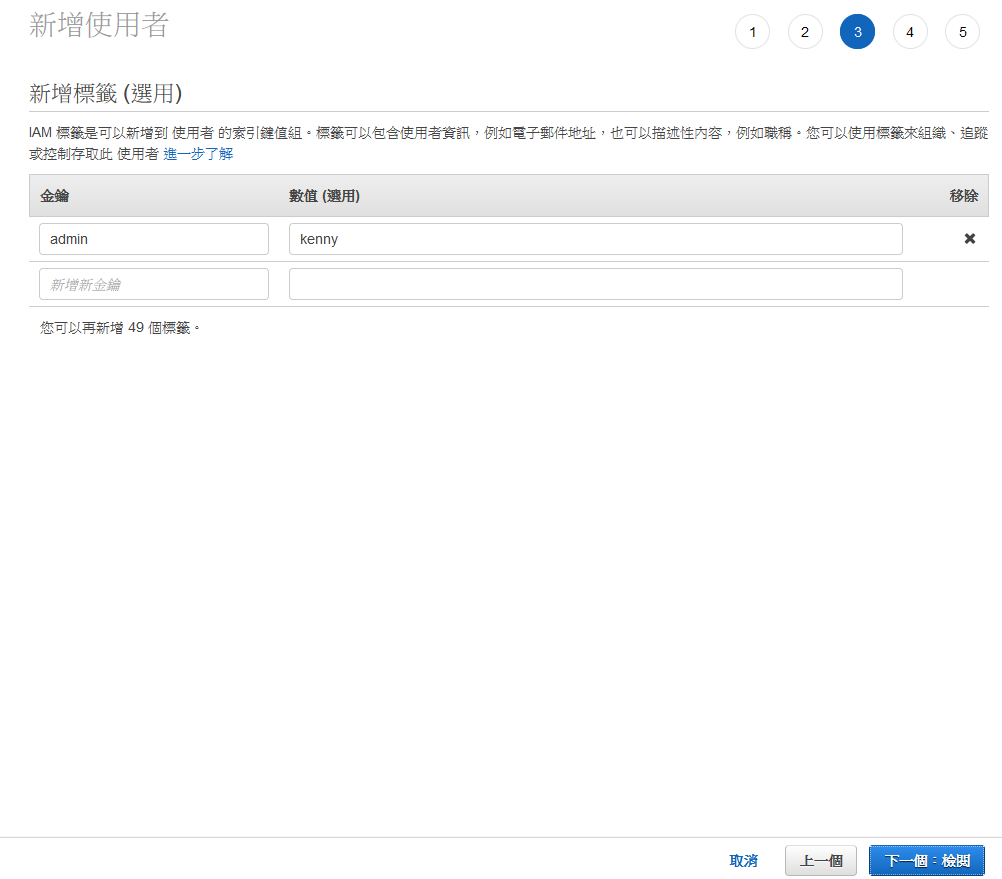 新增使用者
1 2 3 4 5
新增標籤 (選用)
IAM 標籤是可以新增到 使用者 的索引鍵值組。標籤可以包含使用者資訊，例如電子郵件地址，也可以描述性內容，例如職稱。您可以使用標籤來組織、追蹤
或控制存取此 使用者 進一步了解
金鑰 數值 (選用) 移除
admin kenny
新增新金鑰
您可以再新增 49 個標籤。
取消 上一個 下一個：檢閱